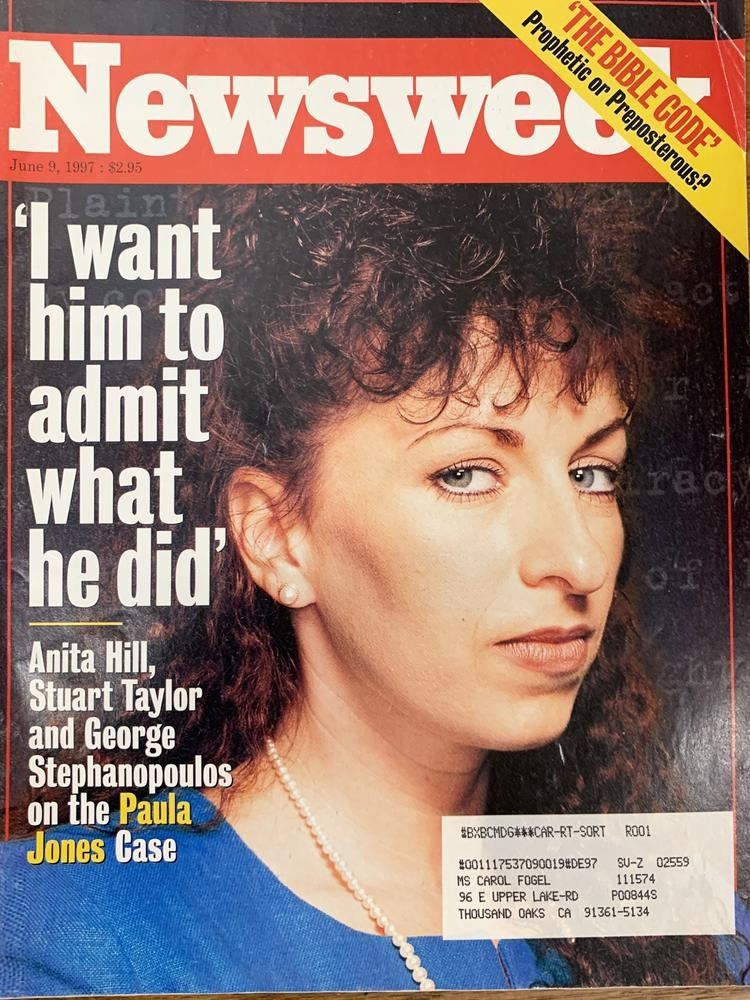 'THE BIBLE CODE'
Prophetic or Preposterous?
Newsweek
June 9, 1997 : $2.95
'I want
him to
admit
what
he did'
Anita Hill,
Stuart Taylor
and George
Stephanopoulos
on the Paula
Jones Case
#BXBCMDG***CAR-RT-SORT R001
#001117537090019#DE97 SU-Z 02559
MS CAROL FOGEL 111574
96 E UPPER LAKE-RD P00844S
THOUSAND OAKS CA 91361-5134